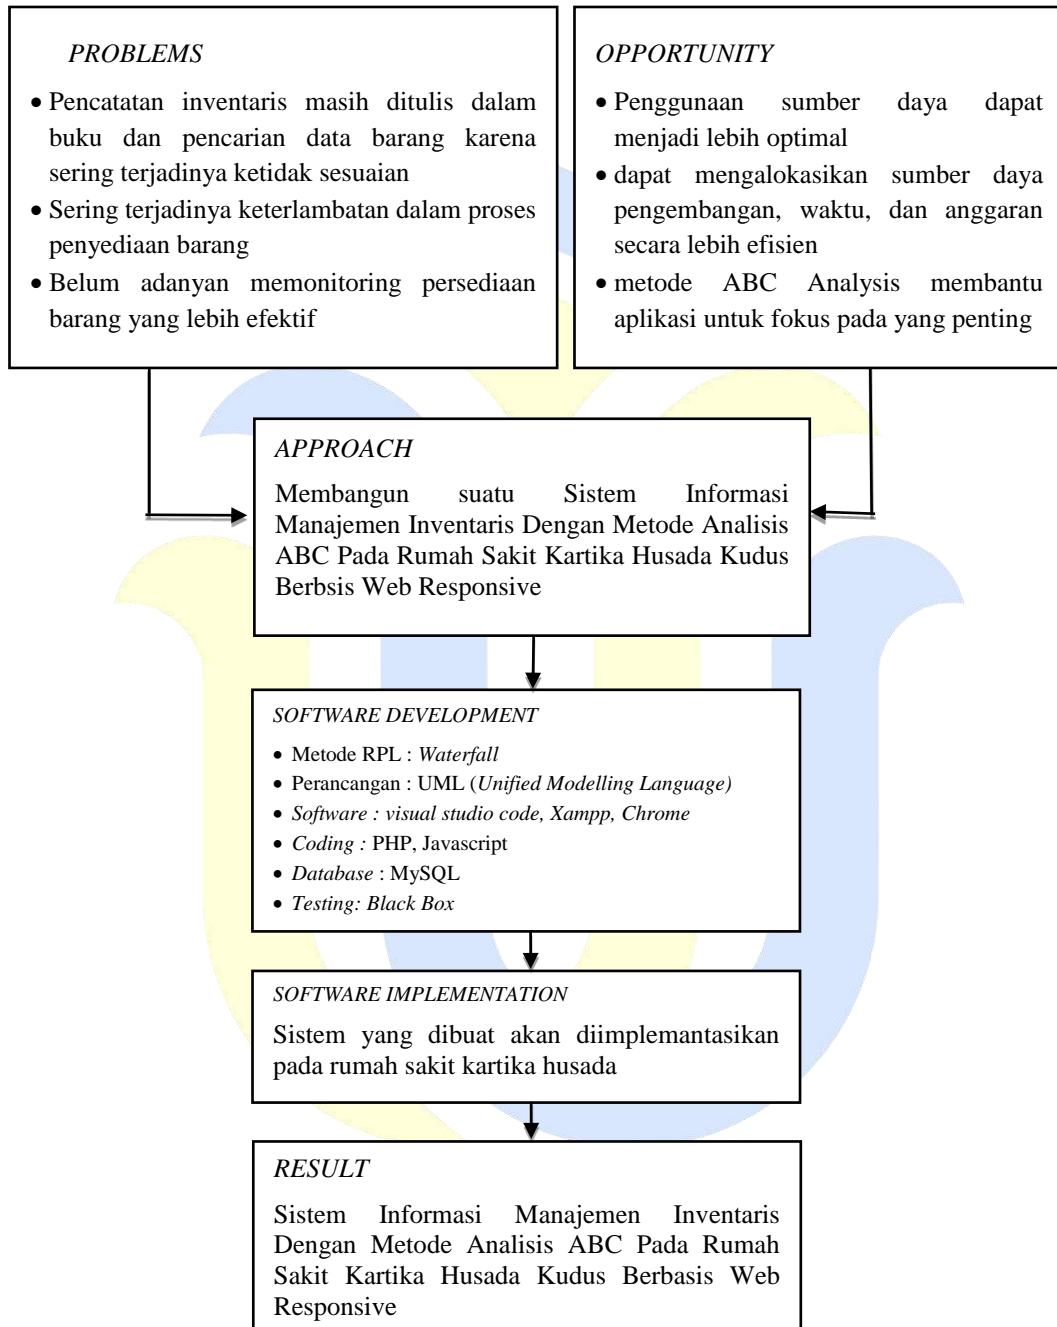 PROBLEMS
• Pencatatan inventaris masih ditulis dalam
buku dan pencarian data barang karena
sering terjadinya ketidak sesuaian
• Sering terjadinya keterlambatan dalam proses
penyediaan barang
• Belum adanyan memonitoring persediaan
barang yang lebih efektif
OPPORTUNITY
• Penggunaan sumber daya dapat
menjadi lebih optimal
• dapat mengalokasikan sumber daya
pengembangan, waktu, dan anggaran
secara lebih efisien
• metode ABC Analysis membantu
aplikasi untuk fokus pada yang penting
APPROACH
Membangun suatu Sistem Informasi
Manajemen Inventaris Dengan Metode Analisis
ABC Pada Rumah Sakit Kartika Husada Kudus
Berbsis Web Responsive
SOFTWARE DEVELOPMENT
• Metode RPL : Waterfall
• Perancangan : UML (Unified Modelling Language)
• Software : visual studio code, Xampp, Chrome
• Coding : PHP, Javascript
• Database : MySQL
• Testing: Black Box
SOFTWARE IMPLEMENTATION
Sistem yang dibuat akan diimplemantasikan
pada rumah sakit kartika husada
RESULT
Sistem Informasi Manajemen Inventaris
Dengan Metode Analisis ABC Pada Rumah
Sakit Kartika Husada Kudus Berbasis Web
Responsive